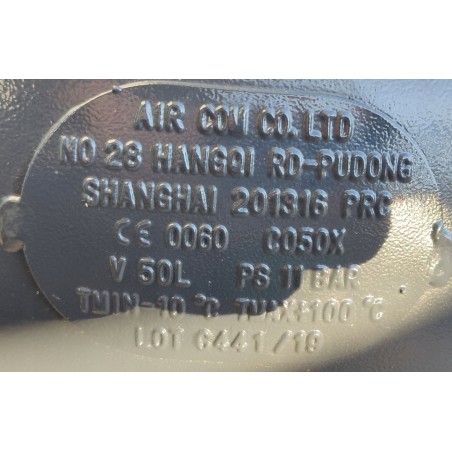 AIR COM CO. LTD
NO 28 HANGQI RD-PUDONG
SHANGHAI 201316 PRC
CE 0060 C050X
V 50L PS 11 BAR
TMIN-10 °C TMAX+100 °C
LOT 6441/19